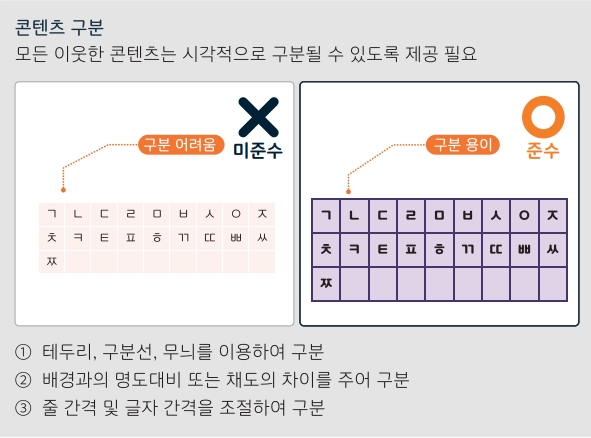 콘텐츠 구분
모든 이웃한 콘텐츠는 시각적으로 구분될 수 있도록 제공 필요
구분 어려움
미준수
ㄱ ㄴ ㄷ ㄹ ㅁ ㅂ ㅅ ㅇ ㅈ
ㅊ ㅋ ㅌ ㅍ ㅎ ㄲ ㄸ ㅃ ㅆ
ㅉ
구분 용이
준수
ㄱ ㄴ ㄷ ㄹ ㅁ ㅂ ㅅ ㅇ ㅈ
ㅊ ㅋ ㅌ ㅍ ㅎ ㄲ ㄸ ㅃ ㅆ
ㅉ
① 테두리, 구분선, 무늬를 이용하여 구분
② 배경과의 명도대비 또는 채도의 차이를 주어 구분
③ 줄 간격 및 글자 간격을 조절하여 구분